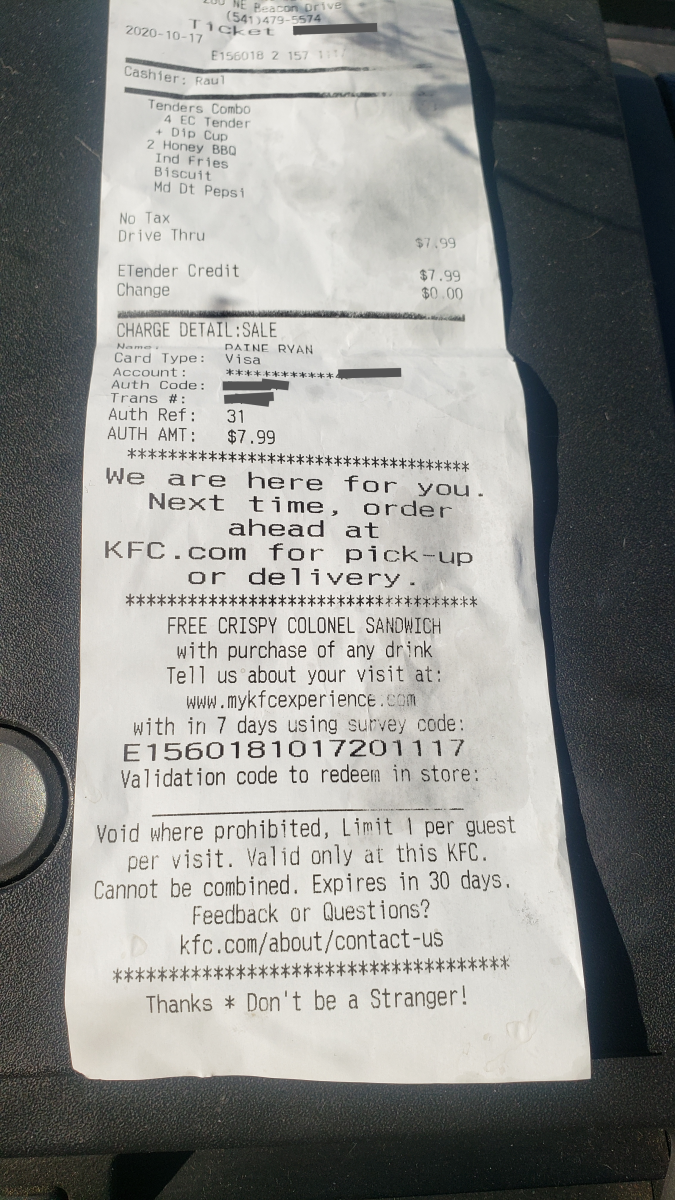 NE Beacon Drive
(541)479-5574
Ticket
2020-10-17
E156018 2 157
Cashier: Raul
Tenders Combo
4 EC Tender
+ Dip Cup
2 Honey BBQ
Ind Fries
Biscuit
Md Dt Pepsi
No Tax
Drive Thru $7.99
ETender Credit $7.99
Change $0.00
CHARGE DETAIL:SALE
Name: PAINE RYAN
Card Type: Visa
Account: ************
Auth Code:
Trans #:
Auth Ref: 31
AUTH AMT: $7.99
***********************************
We are here for you.
Next time, order
ahead at
KFC.com for pick-up
or delivery.
***********************************
FREE CRISPY COLONEL SANDWICH
with purchase of any drink
Tell us about your visit at:
www.mykfcexperience.com
with in 7 days using survey code:
E1560181017201117
Validation code to redeem in store:
Void where prohibited, Limit 1 per guest
per visit. Valid only at this KFC.
Cannot be combined. Expires in 30 days.
Feedback or Questions?
kfc.com/about/contact-us
***********************************
Thanks * Don't be a Stranger!